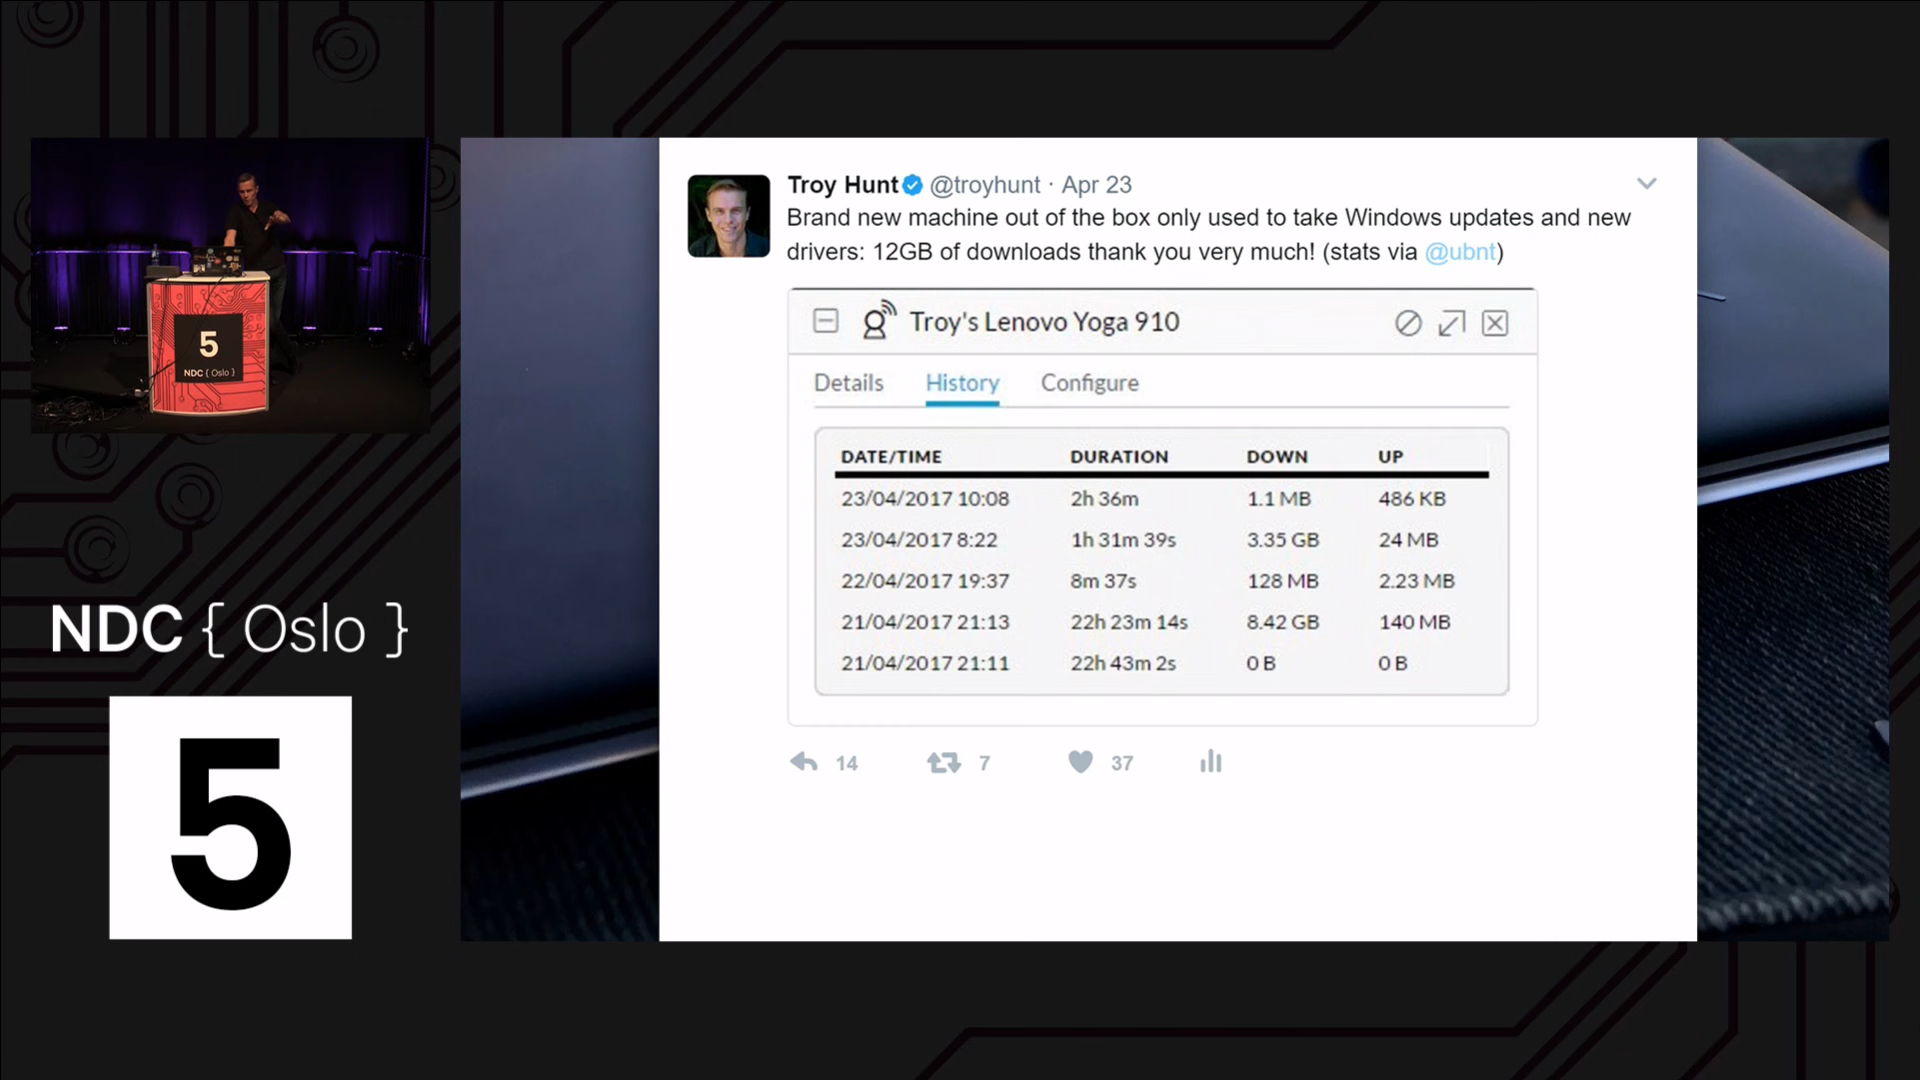 Troy Hunt @troyhunt · Apr 23
Brand new machine out of the box only used to take Windows updates and new
drivers: 12GB of downloads thank you very much! (stats via @ubnt)
Troy's Lenovo Yoga 910
Details History Configure
DATE/TIME DURATION DOWN UP
23/04/2017 10:08 2h 36m 1.1 MB 486 KB
23/04/2017 8:22 1h 31m 39s 3.35 GB 24 MB
22/04/2017 19:37 8m 37s 128 MB 2.23 MB
21/04/2017 21:13 22h 23m 14s 8.42 GB 140 MB
21/04/2017 21:11 22h 43m 2s 0 B 0 B
14 7 37
5
NDC { Oslo }
NDC { Oslo }
5